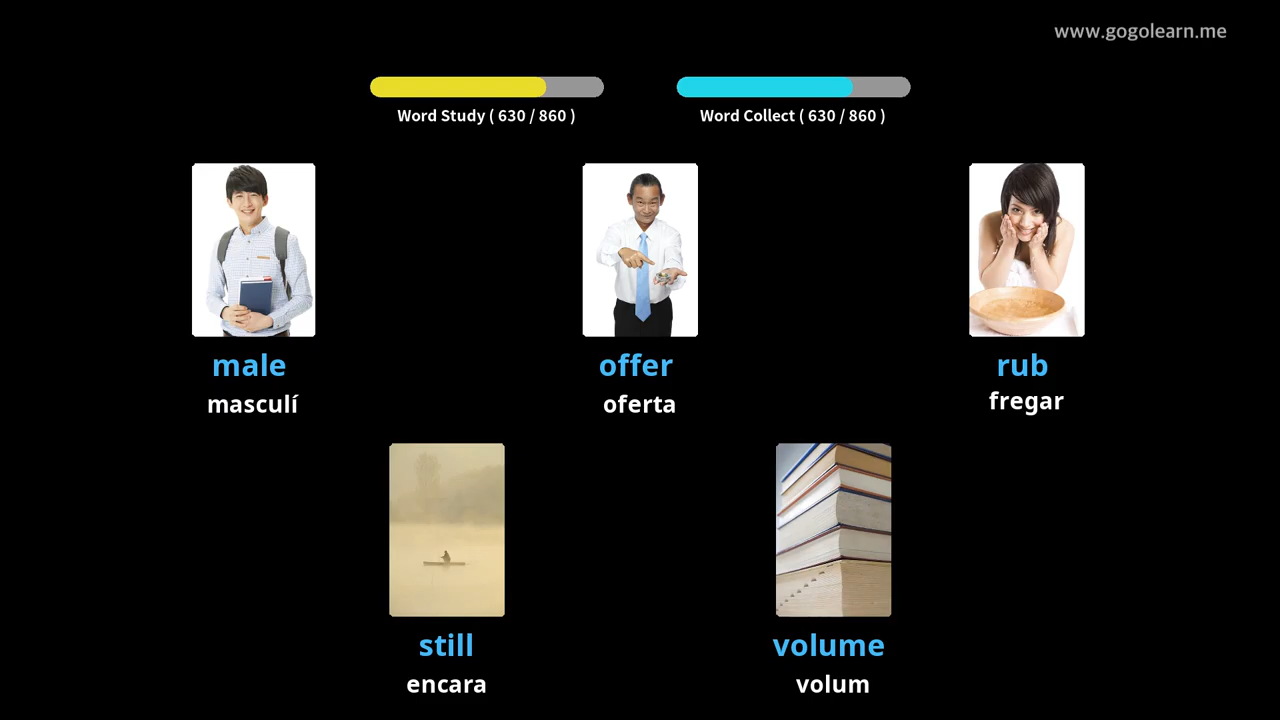 www.gogolearn.me
Word Study ( 630 / 860 )
Word Collect ( 630 / 860 )
male
masculí
offer
oferta
rub
fregar
still
encara
volume
volum